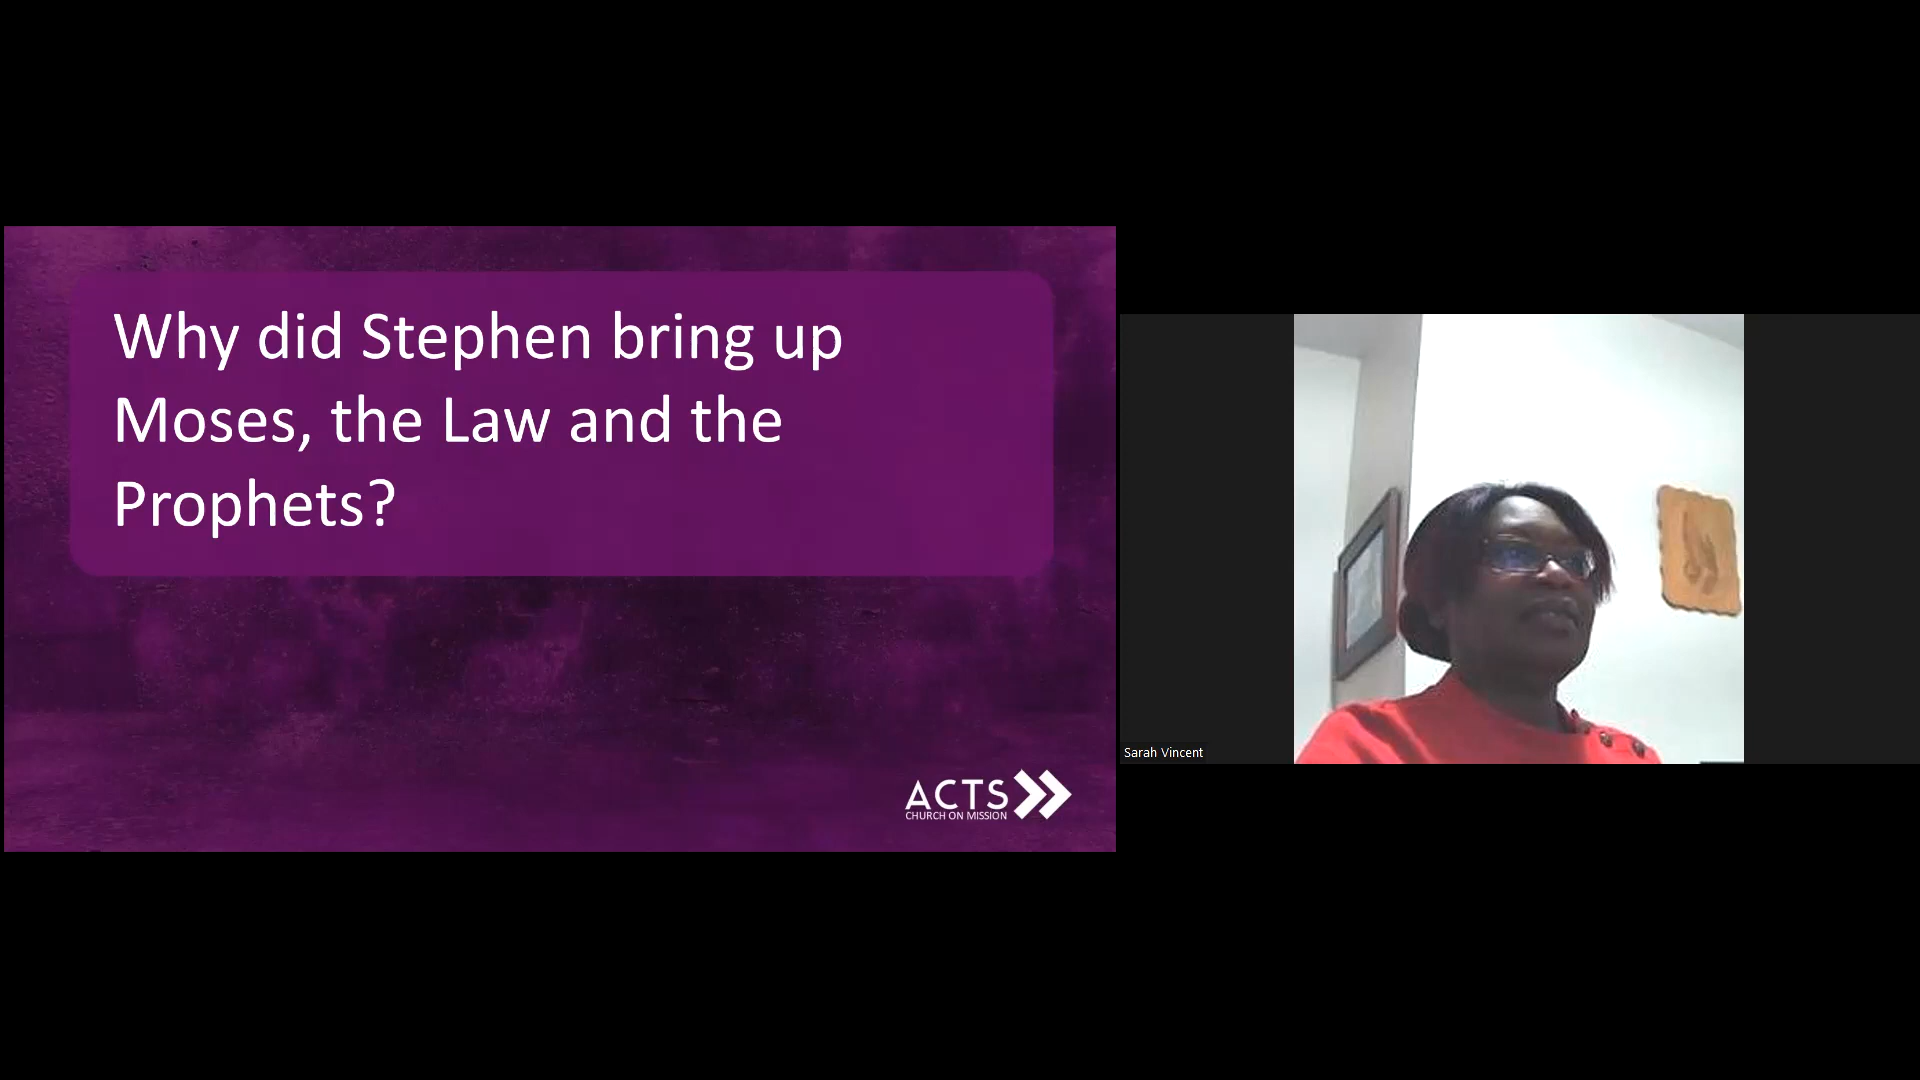 Why did Stephen bring up
Moses, the Law and the
Prophets?
ACTS
CHURCH ON MISSION
Sarah Vincent